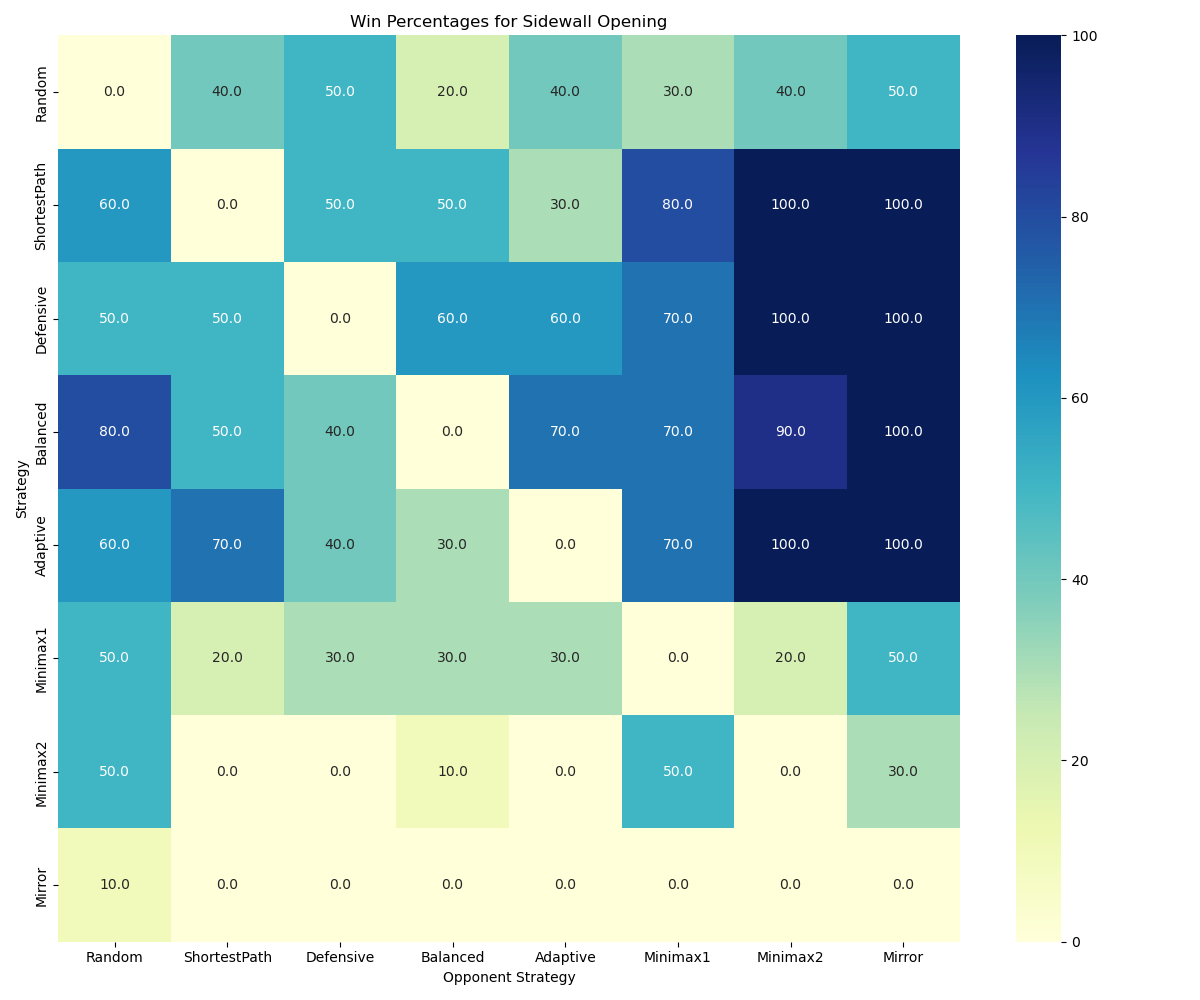 Win Percentages for Sidewall Opening
Strategy
Random 0.0 40.0 50.0 20.0 40.0 30.0 40.0 50.0
ShortestPath 60.0 0.0 50.0 50.0 30.0 80.0 100.0 100.0
Defensive 50.0 50.0 0.0 60.0 60.0 70.0 100.0 100.0
Balanced 80.0 50.0 40.0 0.0 70.0 70.0 90.0 100.0
Adaptive 60.0 70.0 40.0 30.0 0.0 70.0 100.0 100.0
Minimax1 50.0 20.0 30.0 30.0 30.0 0.0 20.0 50.0
Minimax2 50.0 0.0 0.0 10.0 0.0 50.0 0.0 30.0
Mirror 10.0 0.0 0.0 0.0 0.0 0.0 0.0 0.0
Random ShortestPath Defensive Balanced Adaptive Minimax1 Minimax2 Mirror
Opponent Strategy
100
80
60
40
20
0